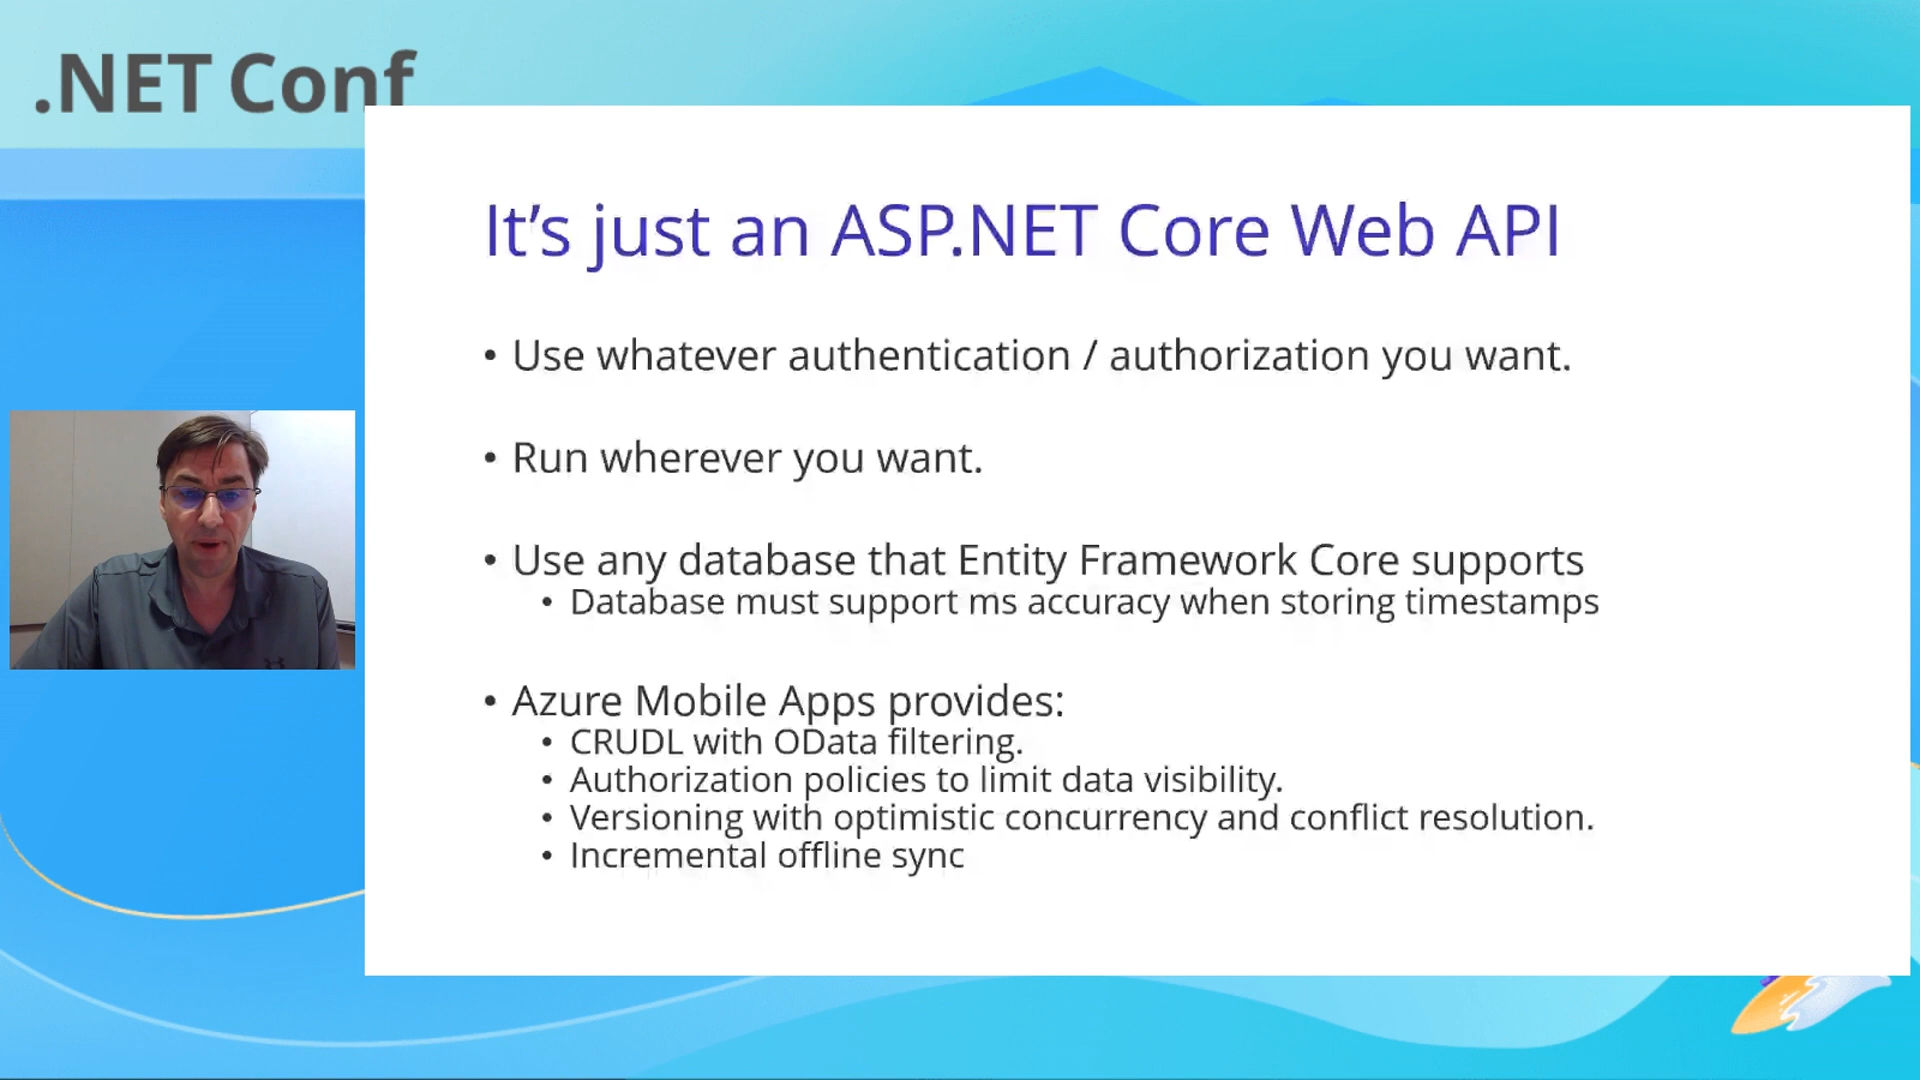 .NET Conf
It’s just an ASP.NET Core Web API
• Use whatever authentication / authorization you want.
• Run wherever you want.
• Use any database that Entity Framework Core supports
• Database must support ms accuracy when storing timestamps
• Azure Mobile Apps provides:
• CRUDL with OData filtering.
• Authorization policies to limit data visibility.
• Versioning with optimistic concurrency and conflict resolution.
• Incremental offline sync